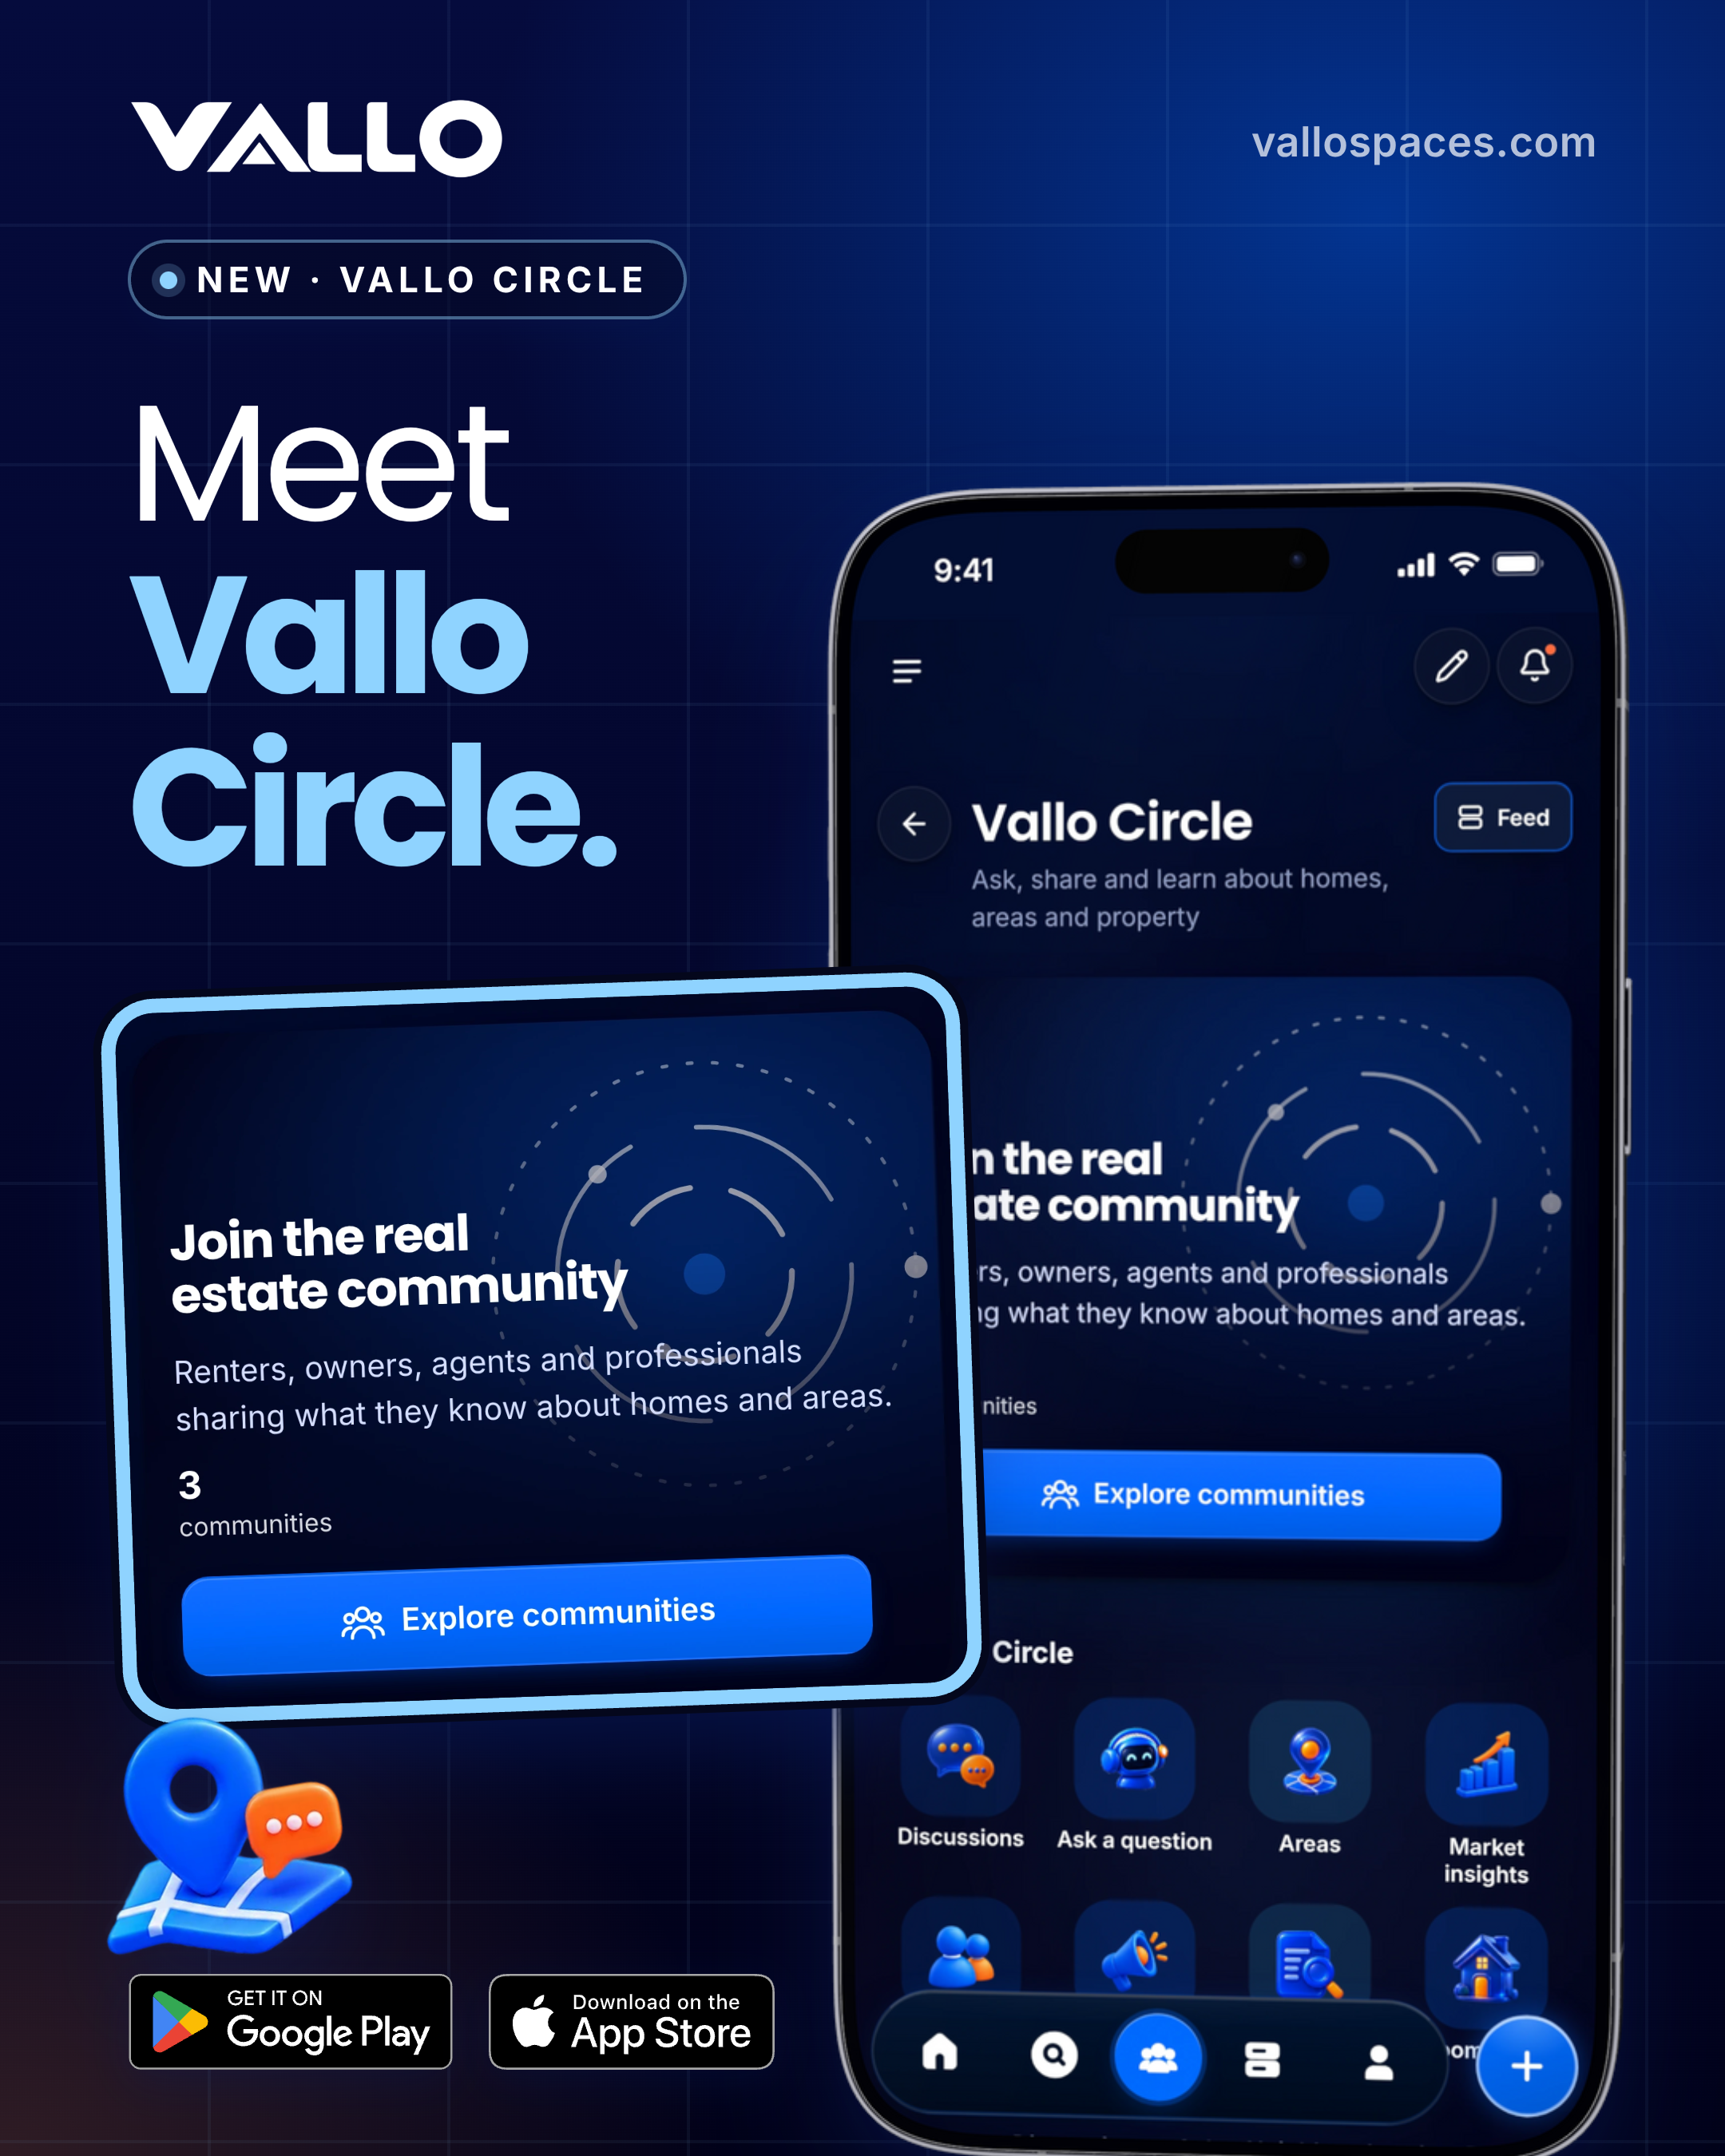 VALLO
vallospaces.com
NEW · VALLO CIRCLE
Meet
Vallo
Circle.
9:41
Vallo Circle
Feed
Ask, share and learn about homes,
areas and property
Join the real
estate community
Renters, owners, agents and professionals
sharing what they know about homes and areas.
3
communities
Explore communities
the real
community
owners, agents and professionals
what they know about homes and areas.
Explore communities
Circle
Discussions
Ask a question
Areas
Market
insights
GET IT ON
Google Play
Download on the
App Store